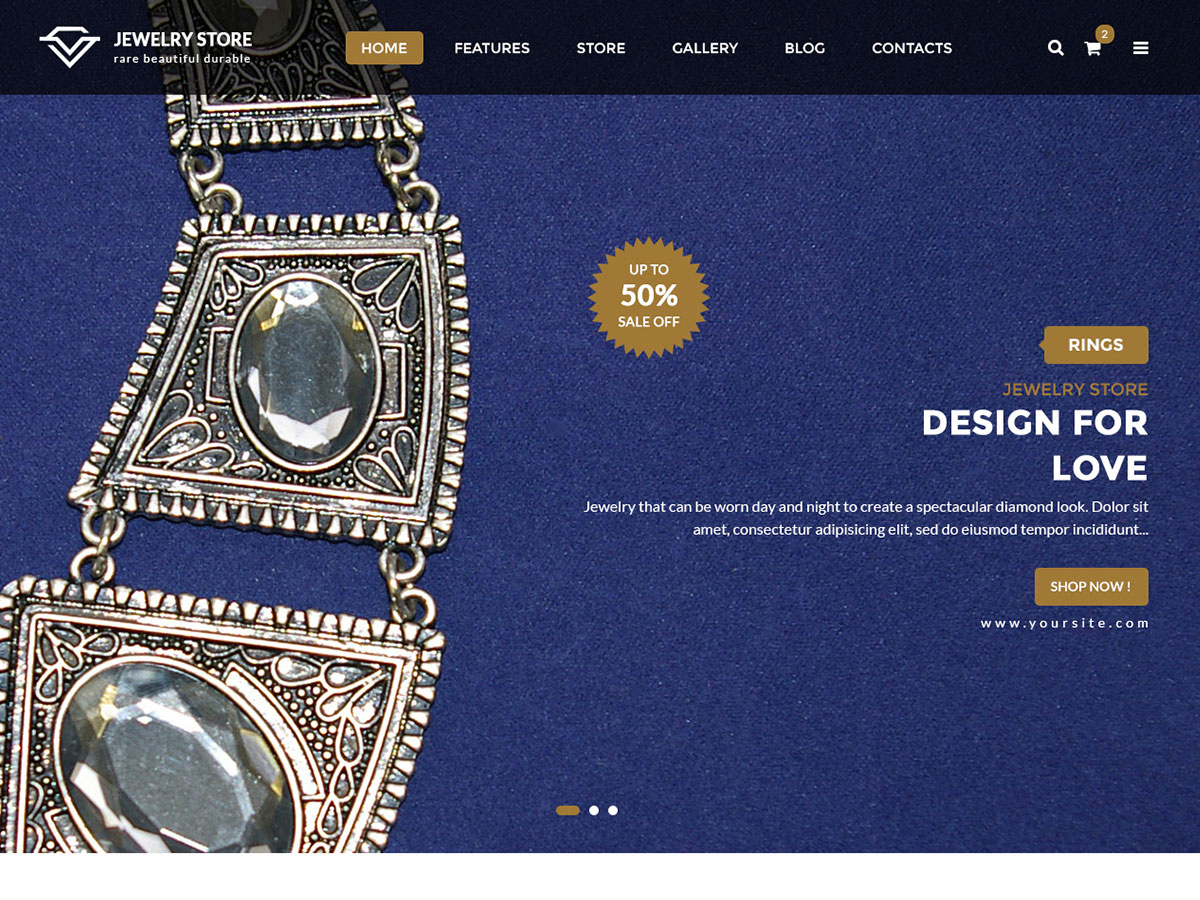 JEWELRY STORE
rare beautiful durable
HOME
FEATURES
STORE
GALLERY
BLOG
CONTACTS
2
UP TO
50%
SALE OFF
RINGS
JEWELRY STORE
DESIGN FOR
LOVE
Jewelry that can be worn day and night to create a spectacular diamond look. Dolor sit
amet, consectetur adipisicing elit, sed do eiusmod tempor incididunt...
SHOP NOW !
www.yoursite.com